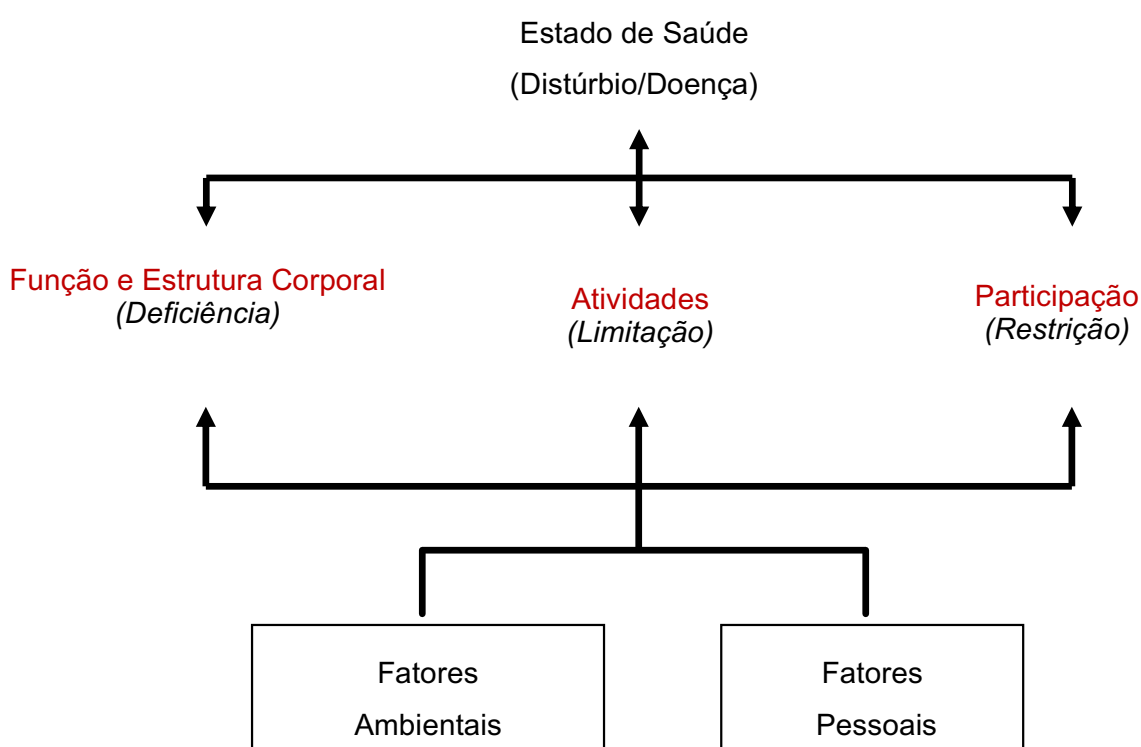 Estado de Saúde
(Distúrbio/Doença)
Função e Estrutura Corporal
(Deficiência)
Atividades
(Limitação)
Participação
(Restrição)
Fatores
Ambientais
Fatores
Pessoais